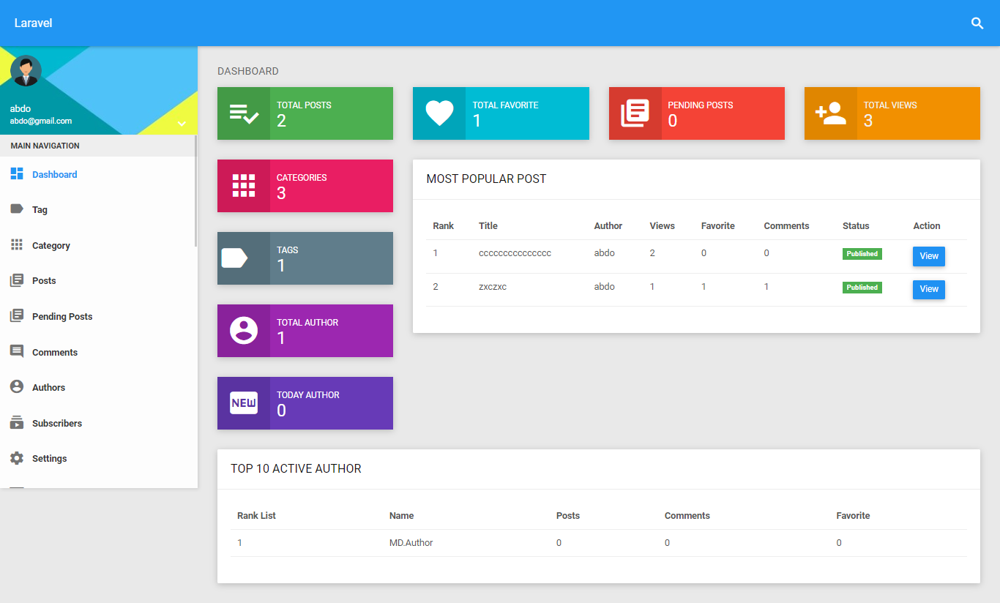 Laravel
abdo
abdo@gmail.com
MAIN NAVIGATION
Dashboard
Tag
Category
Posts
Pending Posts
Comments
Authors
Subscribers
Settings
DASHBOARD
TOTAL POSTS
2
TOTAL FAVORITE
1
PENDING POSTS
0
TOTAL VIEWS
3
CATEGORIES
3
TAGS
1
TOTAL AUTHOR
1
NEW
TODAY AUTHOR
0
MOST POPULAR POST
Rank Title Author Views Favorite Comments Status Action
1 ccccccccccccccc abdo 2 0 0 Published View
2 zxczxc abdo 1 1 1 Published View
TOP 10 ACTIVE AUTHOR
Rank List Name Posts Comments Favorite
1 MD.Author 0 0 0